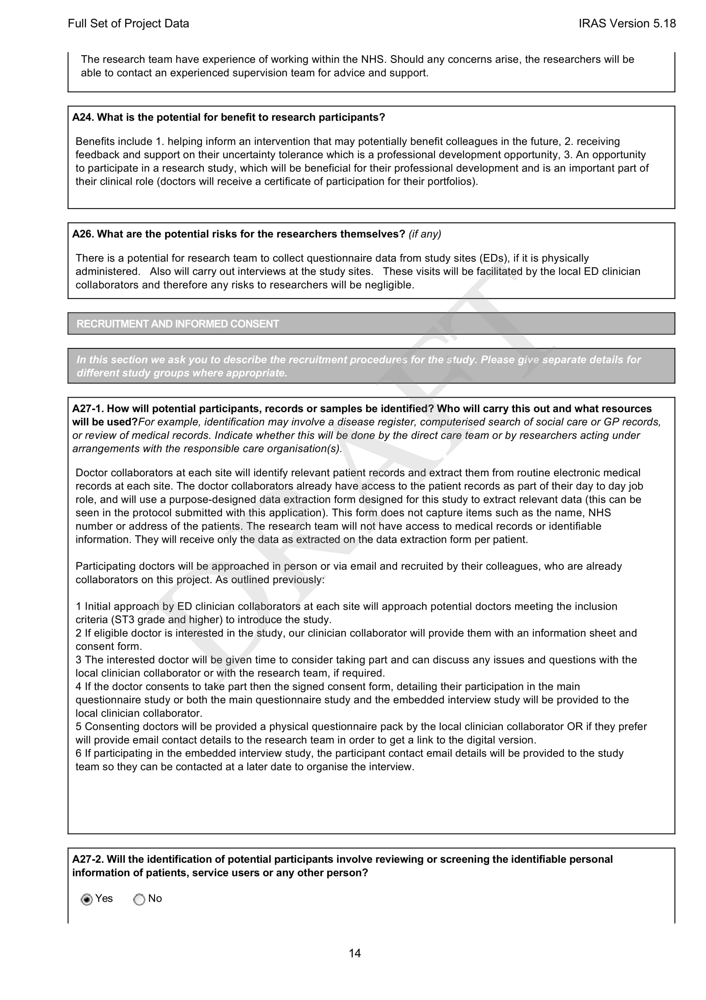 Full Set of Project Data
IRAS Version 5.18
The research team have experience of working within the NHS. Should any concerns arise, the researchers will be
able to contact an experienced supervision team for advice and support.
A24. What is the potential for benefit to research participants?
Benefits include 1. helping inform an intervention that may potentially benefit colleagues in the future, 2. receiving
feedback and support on their uncertainty tolerance which is a professional development opportunity, 3. An opportunity
to participate in a research study, which will be beneficial for their professional development and is an important part of
their clinical role (doctors will receive a certificate of participation for their portfolios).
A26. What are the potential risks for the researchers themselves? (if any)
There is a potential for research team to collect questionnaire data from study sites (EDs), if it is physically
administered.   Also will carry out interviews at the study sites.   These visits will be facilitated by the local ED clinician
collaborators and therefore any risks to researchers will be negligible.
RECRUITMENT AND INFORMED CONSENT
In this section we ask you to describe the recruitment procedures for the study. Please give separate details for
different study groups where appropriate.
A27-1. How will potential participants, records or samples be identified? Who will carry this out and what resources
will be used?For example, identification may involve a disease register, computerised search of social care or GP records,
or review of medical records. Indicate whether this will be done by the direct care team or by researchers acting under
arrangements with the responsible care organisation(s).
Doctor collaborators at each site will identify relevant patient records and extract them from routine electronic medical
records at each site. The doctor collaborators already have access to the patient records as part of their day to day job
role, and will use a purpose-designed data extraction form designed for this study to extract relevant data (this can be
seen in the protocol submitted with this application). This form does not capture items such as the name, NHS
number or address of the patients. The research team will not have access to medical records or identifiable
information. They will receive only the data as extracted on the data extraction form per patient.
Participating doctors will be approached in person or via email and recruited by their colleagues, who are already
collaborators on this project. As outlined previously:
1 Initial approach by ED clinician collaborators at each site will approach potential doctors meeting the inclusion
criteria (ST3 grade and higher) to introduce the study.
2 If eligible doctor is interested in the study, our clinician collaborator will provide them with an information sheet and
consent form.
3 The interested doctor will be given time to consider taking part and can discuss any issues and questions with the
local clinician collaborator or with the research team, if required.
4 If the doctor consents to take part then the signed consent form, detailing their participation in the main
questionnaire study or both the main questionnaire study and the embedded interview study will be provided to the
local clinician collaborator.
5 Consenting doctors will be provided a physical questionnaire pack by the local clinician collaborator OR if they prefer
will provide email contact details to the research team in order to get a link to the digital version.
6 If participating in the embedded interview study, the participant contact email details will be provided to the study
team so they can be contacted at a later date to organise the interview.
A27-2. Will the identification of potential participants involve reviewing or screening the identifiable personal
information of patients, service users or any other person?
Yes No
14
DRAFT